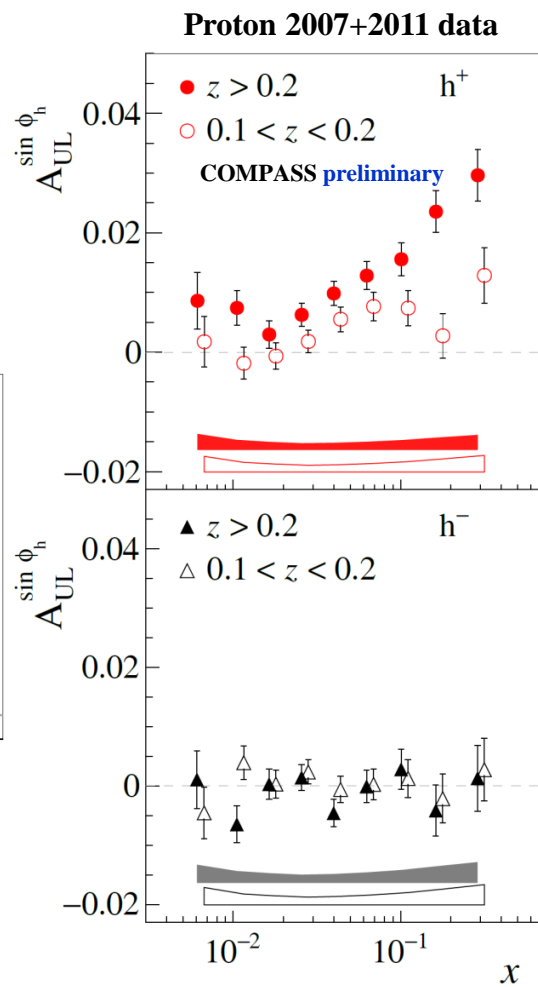 Proton 2007+2011 data
A_UL^sin ϕ_h
0.04
0.02
0
−0.02
z > 0.2
h⁺
0.1 < z < 0.2
COMPASS preliminary
A_UL^sin ϕ_h
0.04
0.02
0
−0.02
z > 0.2
h⁻
0.1 < z < 0.2
10⁻²
10⁻¹
x